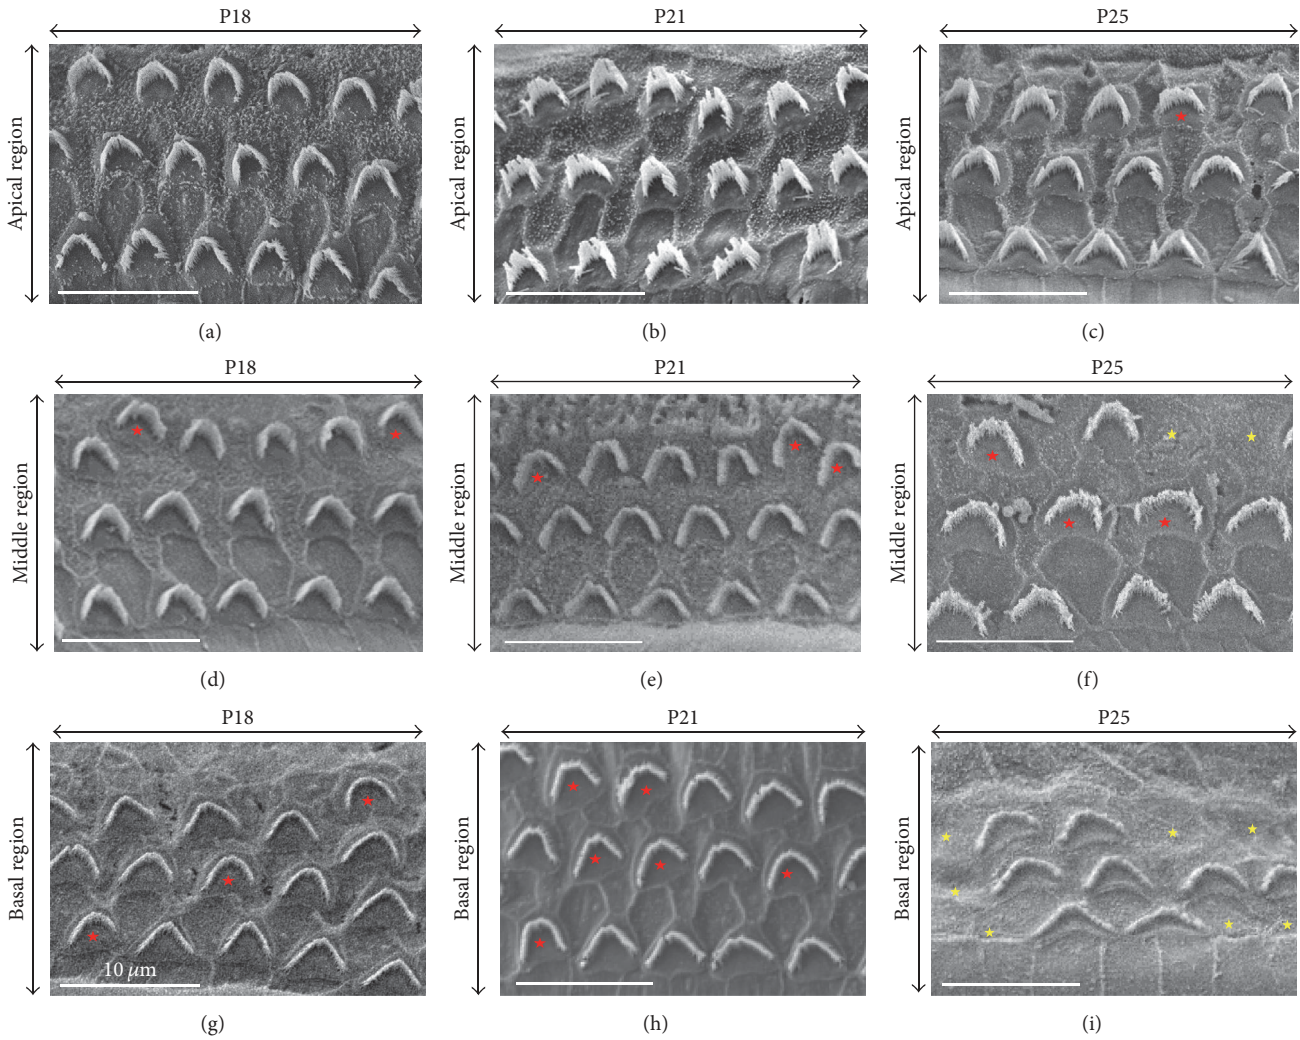 P18 P21 P25
Apical region Apical region Apical region
(a) (b) (c)
P18 P21 P25
Middle region Middle region Middle region
(d) (e) (f)
P18 P21 P25
Basal region Basal region Basal region
10 μm
(g) (h) (i)